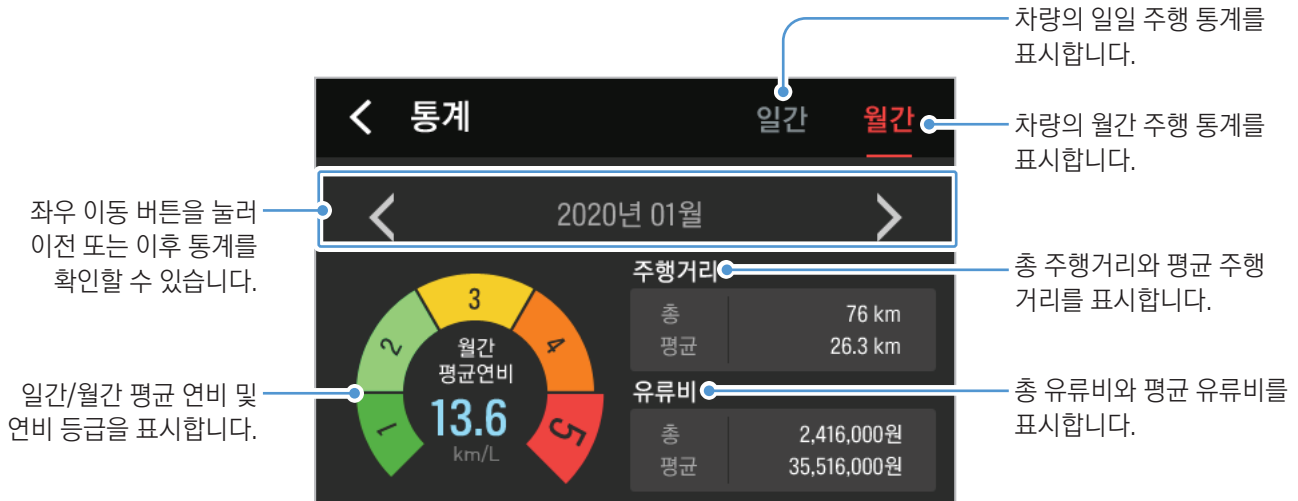 차량의 일일 주행 통계를
표시합니다.
통계
일간
월간
차량의 월간 주행 통계를
표시합니다.
좌우 이동 버튼을 눌러
이전 또는 이후 통계를
확인할 수 있습니다.
2020년 01월
주행거리
총 주행거리와 평균 주행
거리를 표시합니다.
총 76 km
평균 26.3 km
1
2
3
4
5
월간
평균연비
13.6
km/L
일간/월간 평균 연비 및
연비 등급을 표시합니다.
유류비
총 유류비와 평균 유류비를
표시합니다.
총 2,416,000원
평균 35,516,000원